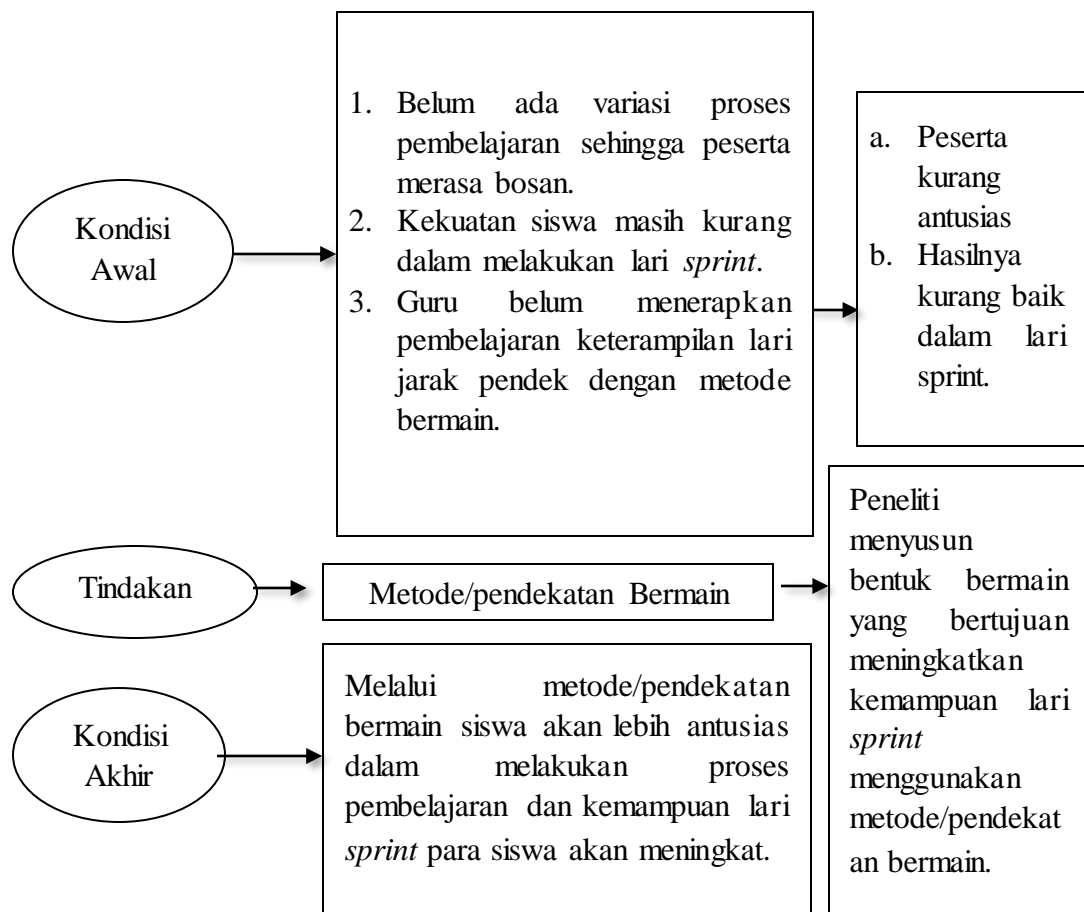 Kondisi
Awal
1. Belum ada variasi proses
pembelajaran sehingga peserta
merasa bosan.
2. Kekuatan siswa masih kurang
dalam melakukan lari sprint.
3. Guru belum menerapkan
pembelajaran keterampilan lari
jarak pendek dengan metode
bermain.
a. Peserta
kurang
antusias
b. Hasilnya
kurang baik
dalam lari
sprint.
Tindakan
Metode/pendekatan Bermain
Peneliti
menyusun
bentuk bermain
yang bertujuan
meningkatkan
kemampuan lari
sprint
menggunakan
metode/pendekat
an bermain.
Kondisi
Akhir
Melalui metode/pendekatan
bermain siswa akan lebih antusias
dalam melakukan proses
pembelajaran dan kemampuan lari
sprint para siswa akan meningkat.